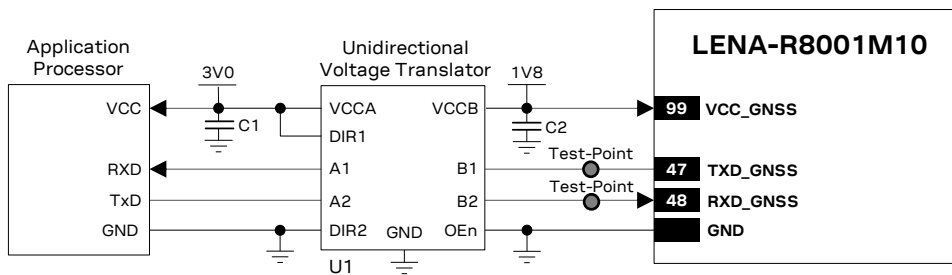 Application
Processor
Unidirectional
Voltage Translator
LENA-R8001M10
3V0
1V8
VCC
VCCA
VCCB
99 VCC_GNSS
C1
C2
DIR1
Test-Point
RXD
A1
B1
47 TXD_GNSS
Test-Point
TxD
A2
B2
48 RXD_GNSS
GND
DIR2
GND
OEn
GND
U1